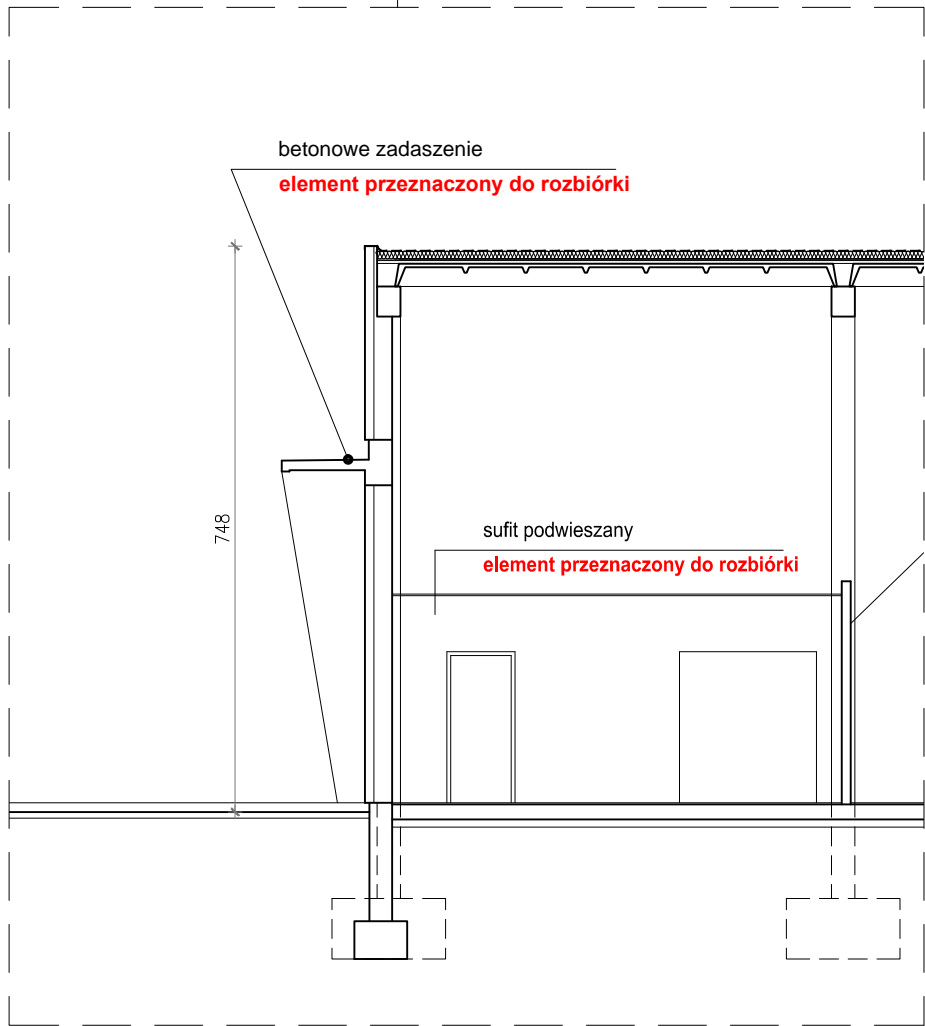 betonowe zadaszenie
element przeznaczony do rozbiórki
748
sufit podwieszany
element przeznaczony do rozbiórki